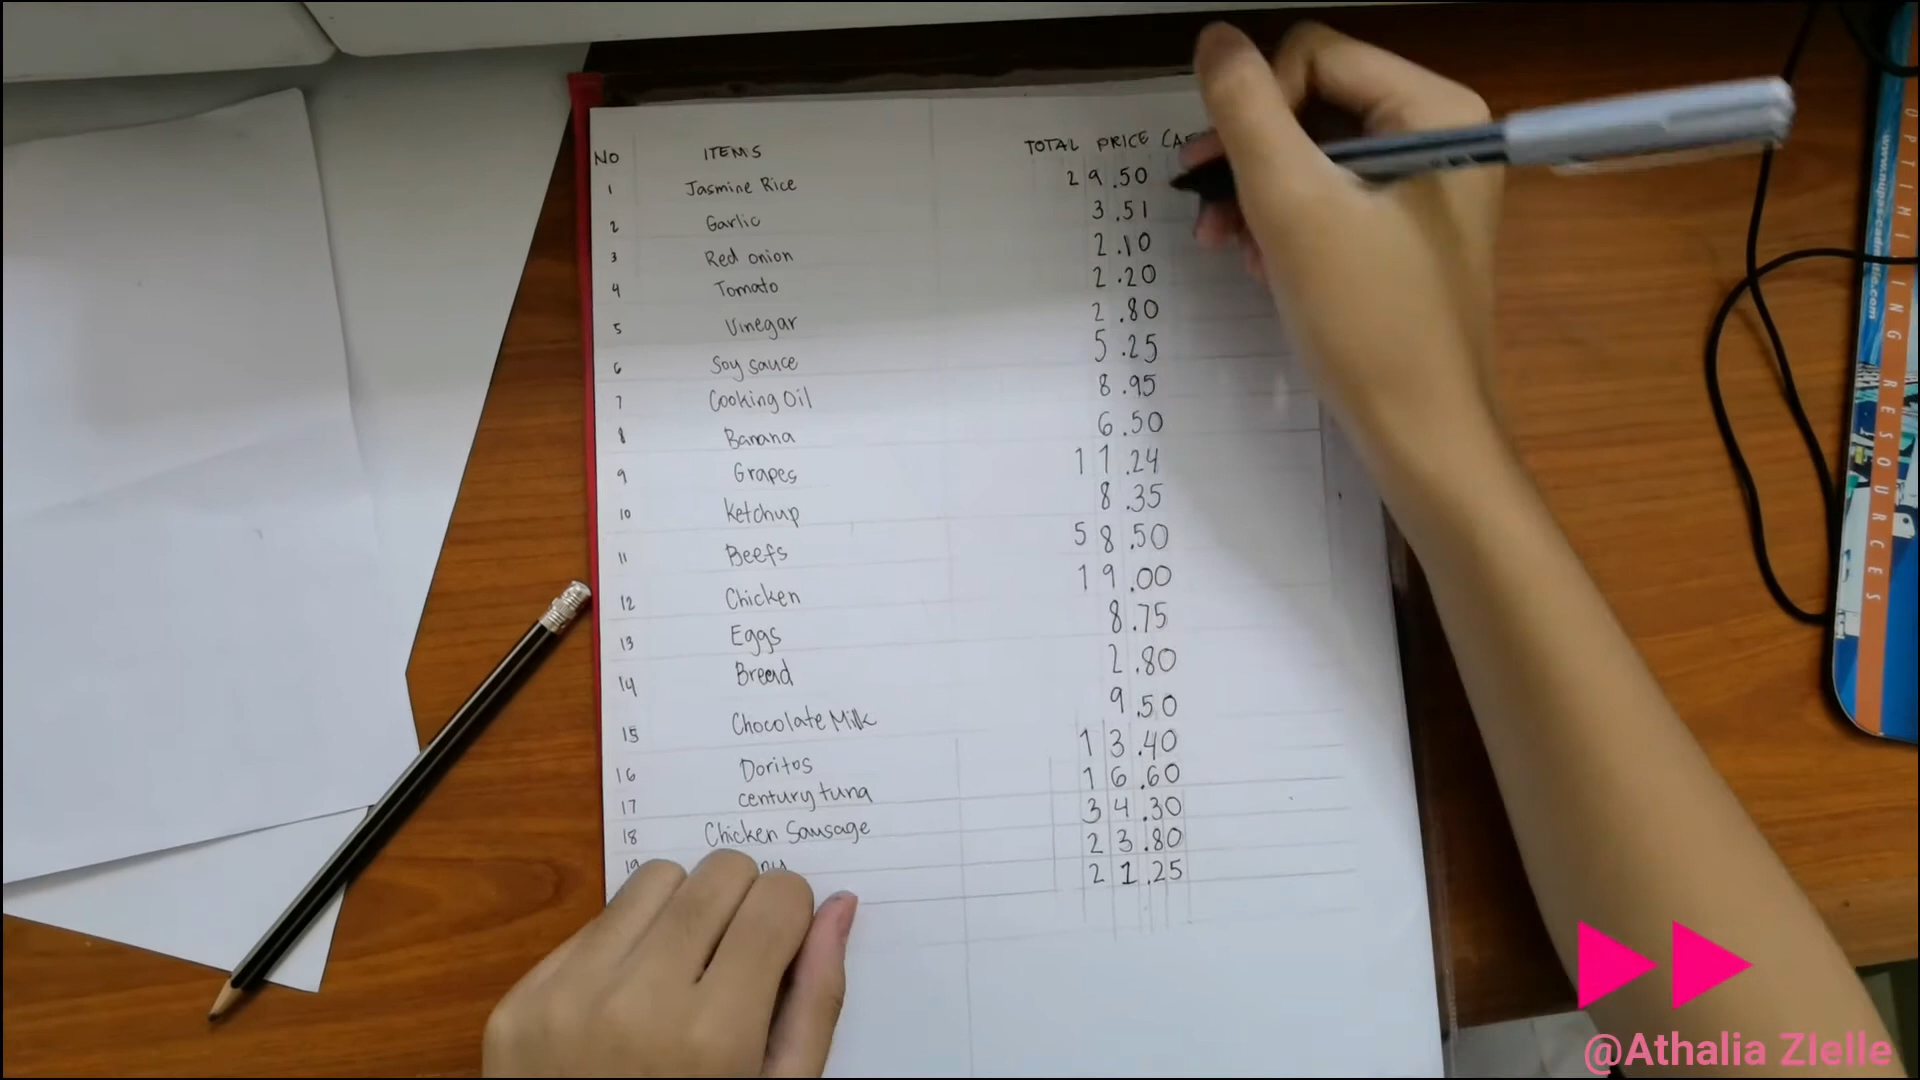 NO ITEMS TOTAL PRICE
1 Jasmine Rice 29.50
2 Garlic 3.51
3 Red onion 2.10
4 Tomato 2.20
5 Vinegar 2.80
6 Soy sauce 5.25
7 Cooking Oil 8.95
8 Banana 6.50
9 Grapes 11.24
10 Ketchup 8.35
11 Beefs 58.50
12 Chicken 19.00
13 Eggs 8.75
14 Bread 2.80
15 Chocolate Milk 9.50
16 Doritos 13.40
17 century tuna 16.60
18 Chicken Sausage 34.30
19 23.80
21.25
OPTIMISING RESOURCES
@Athalia ZIelle